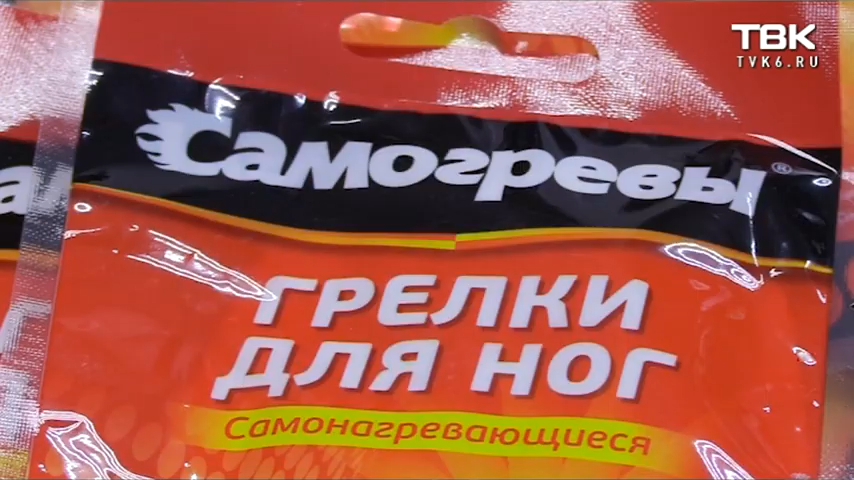 ТВК
TVK6.RU
Самогревы®
ГРЕЛКИ
ДЛЯ НОГ
Самонагревающиеся